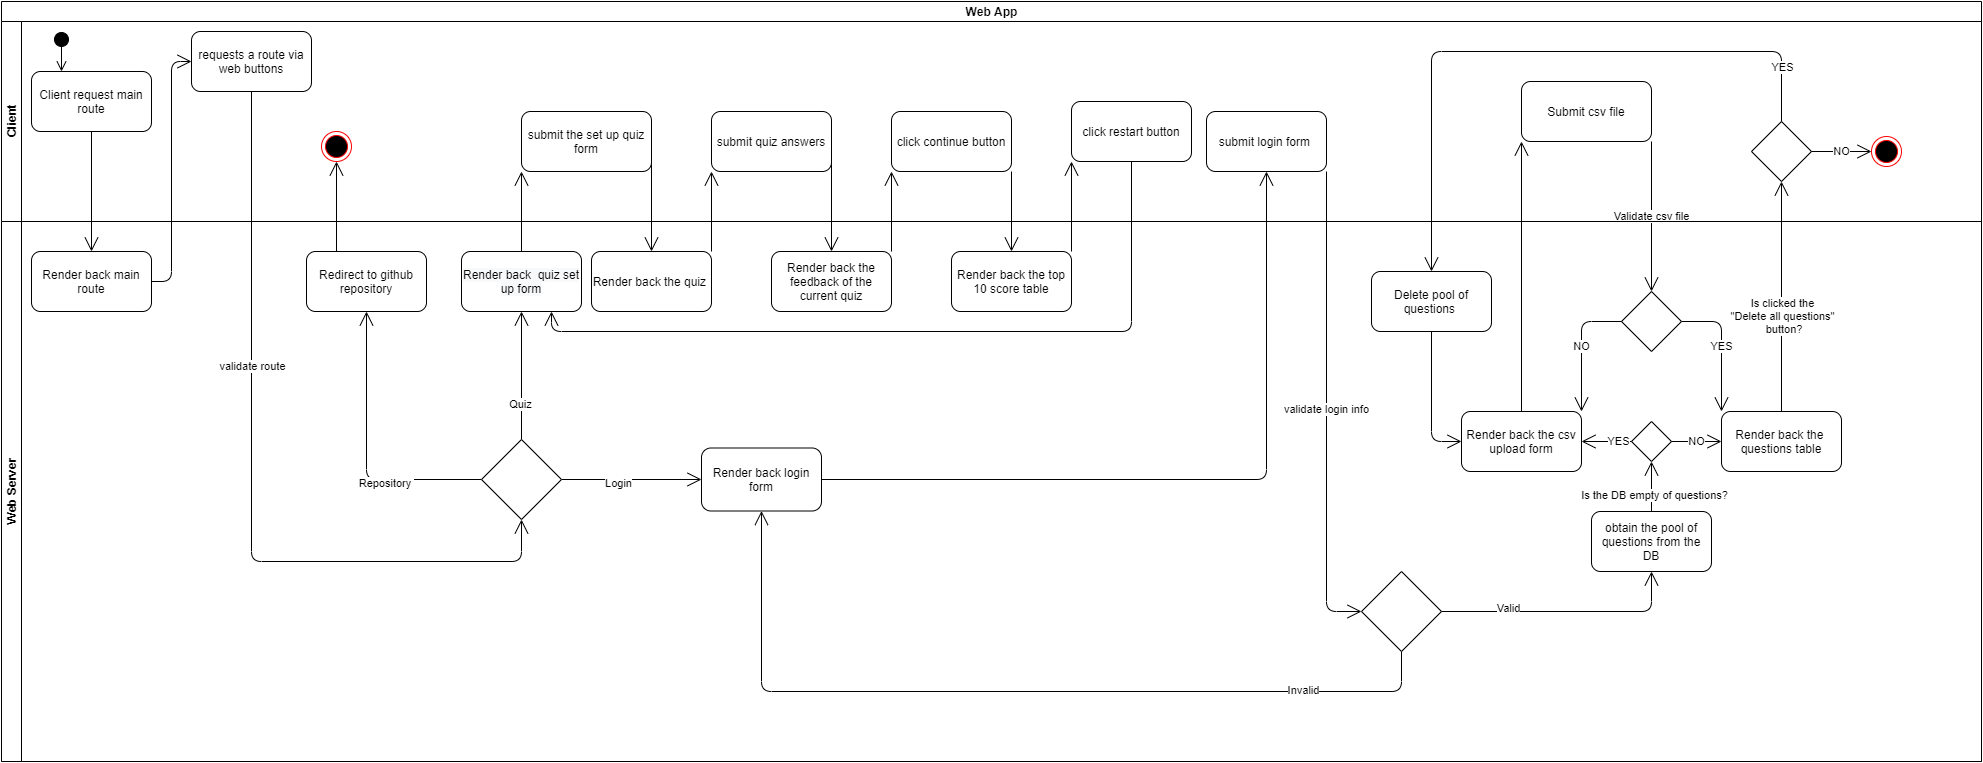 Web App
Client
Client request main
route
requests a route via
web buttons
submit the set up quiz
form
submit quiz answers
click continue button
click restart button
submit login form
Submit csv file
YES
NO
Validate csv file
Web Server
Render back main
route
Redirect to github
repository
Render back  quiz set
up form
Render back the quiz
Render back the
feedback of the
current quiz
Render back the top
10 score table
Delete pool of
questions
Is clicked the
"Delete all questions"
button?
NO
YES
validate route
Quiz
validate login info
Render back the csv
upload form
YES
NO
Render back the
questions table
Repository
Login
Render back login
form
Is the DB empty of questions?
obtain the pool of
questions from the
DB
Valid
Invalid